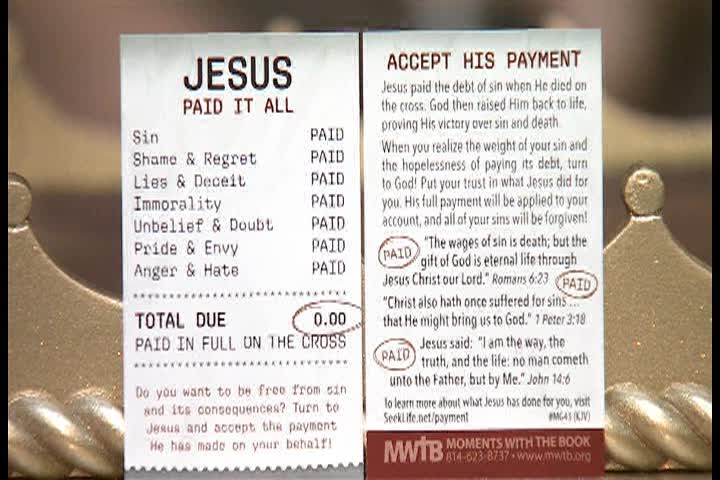 JESUS
PAID IT ALL
Sin PAID
Shame & Regret PAID
Lies & Deceit PAID
Immorality PAID
Unbelief & Doubt PAID
Pride & Envy PAID
Anger & Hate PAID
TOTAL DUE 0.00
PAID IN FULL ON THE CROSS
Do you want to be free from sin
and its consequences? Turn to
Jesus and accept the payment
He has made on your behalf!
ACCEPT HIS PAYMENT
Jesus paid the debt of sin when He died on
the cross. God then raised Him back to life,
proving His victory over sin and death.
When you realize the weight of your sin and
the hopelessness of paying its debt, turn
to God! Put your trust in what Jesus did for
you. His full payment will be applied to your
account, and all of your sins will be forgiven!
PAID "The wages of sin is death; but the
gift of God is eternal life through
Jesus Christ our Lord." Romans 6:23 PAID
"Christ also hath once suffered for sins ...
that He might bring us to God." 1 Peter 3:18
PAID Jesus said: "I am the way, the
truth, and the life: no man cometh
unto the Father, but by Me." John 14:6
To learn more about what Jesus has done for you, visit
SeekLife.net/payment #MG43 (KJV)
MWTB MOMENTS WITH THE BOOK
814-623-8737 • www.mwtb.org